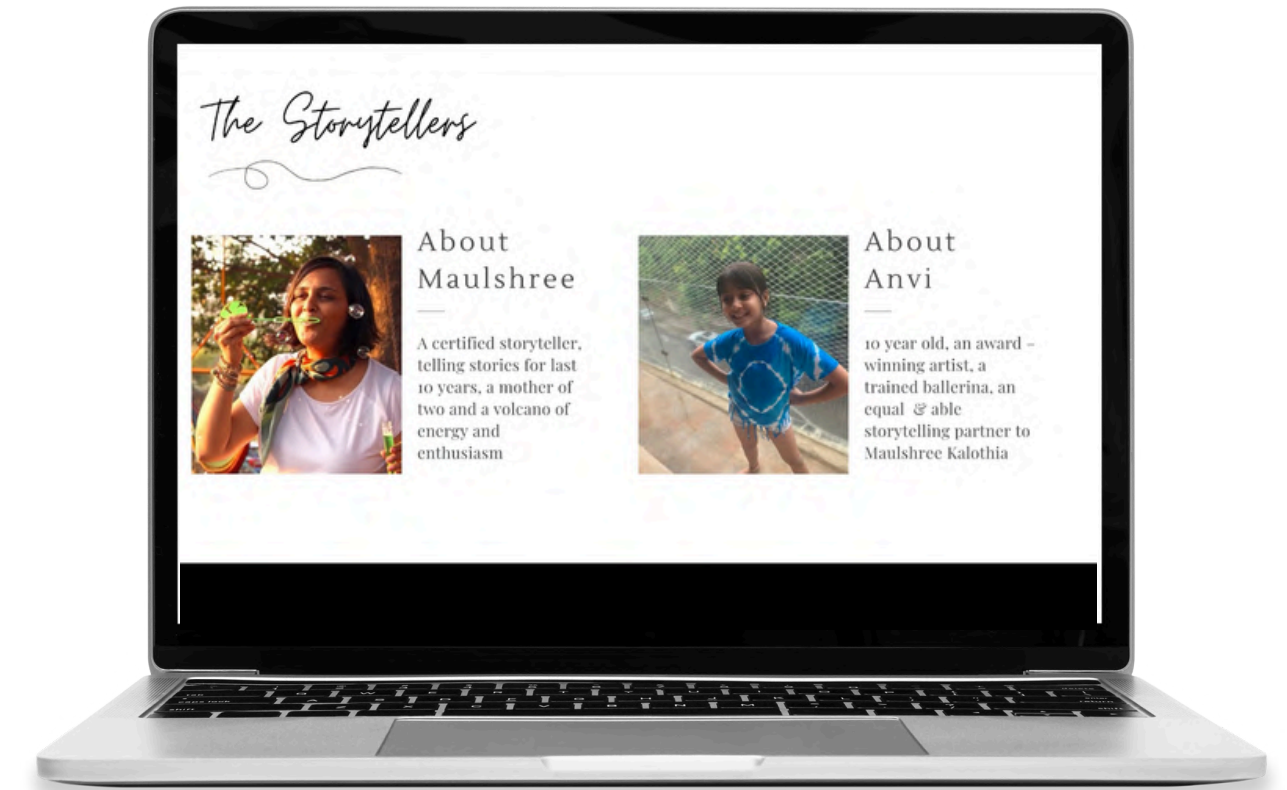 The Storytellers
About
Maulshree
A certified storyteller,
telling stories for last
10 years, a mother of
two and a volcano of
energy and
enthusiasm
About
Anvi
10 year old, an award –
winning artist, a
trained ballerina, an
equal & able
storytelling partner to
Maulshree Kalothia